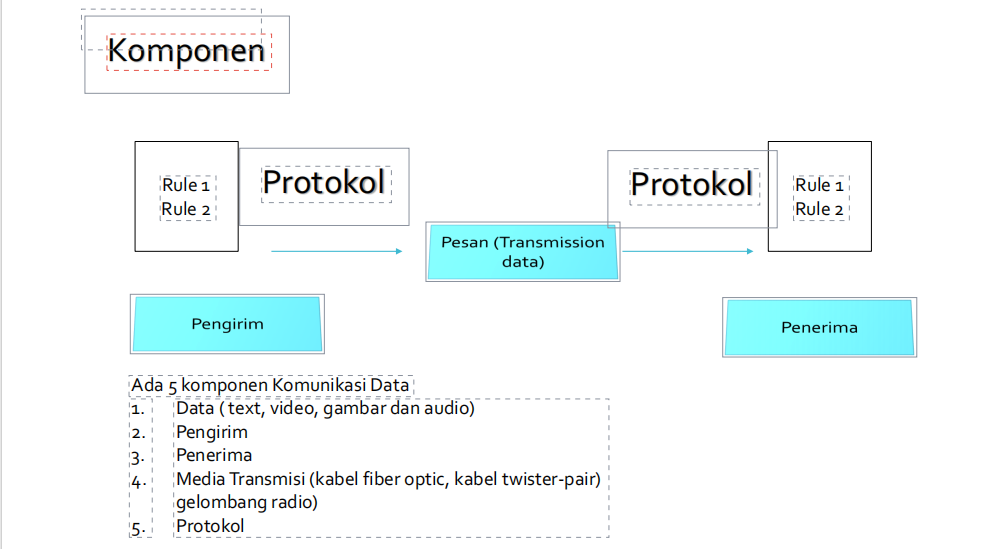 Komponen
Rule 1
Rule 2
Protokol
Protokol
Rule 1
Rule 2
Pesan (Transmission
data)
Pengirim
Penerima
Ada 5 komponen Komunikasi Data
1. Data ( text, video, gambar dan audio)
2. Pengirim
3. Penerima
4. Media Transmisi (kabel fiber optic, kabel twister-pair)
gelombang radio)
5. Protokol